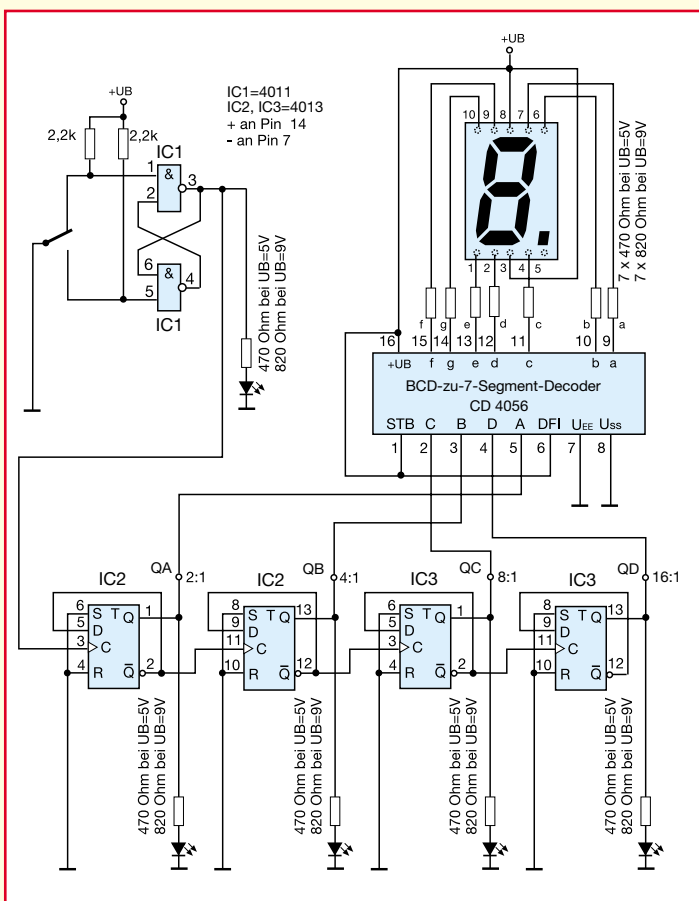 +UB
+UB
IC1=4011
IC2, IC3=4013
+ an Pin 14
- an Pin 7
2,2k
2,2k
IC1
1
&
3
2
6
&
4
5
IC1
470 Ohm bei UB=5V
820 Ohm bei UB=9V
10 9 8 7 6
1 2 3 4 5
7 x 470 Ohm bei UB=5V
7 x 820 Ohm bei UB=9V
f g e d c b a
16 15 14 13 12 11 10 9
+UB f g e d c b a
BCD-zu-7-Segment-Decoder
CD 4056
STB C B D A DFI UEE USS
1 2 3 4 5 6 7 8
QA 2:1
QB 4:1
QC 8:1
QD 16:1
IC2
6 S T Q 1
5 D
3 C
4 R Q 2
IC2
8 S T Q 13
9 D
11 C
10 R Q 12
IC3
6 S T Q 1
5 D
3 C
4 R Q 2
IC3
8 S T Q 13
9 D
11 C
10 R Q 12
470 Ohm bei UB=5V
820 Ohm bei UB=9V
470 Ohm bei UB=5V
820 Ohm bei UB=9V
470 Ohm bei UB=5V
820 Ohm bei UB=9V
470 Ohm bei UB=5V
820 Ohm bei UB=9V